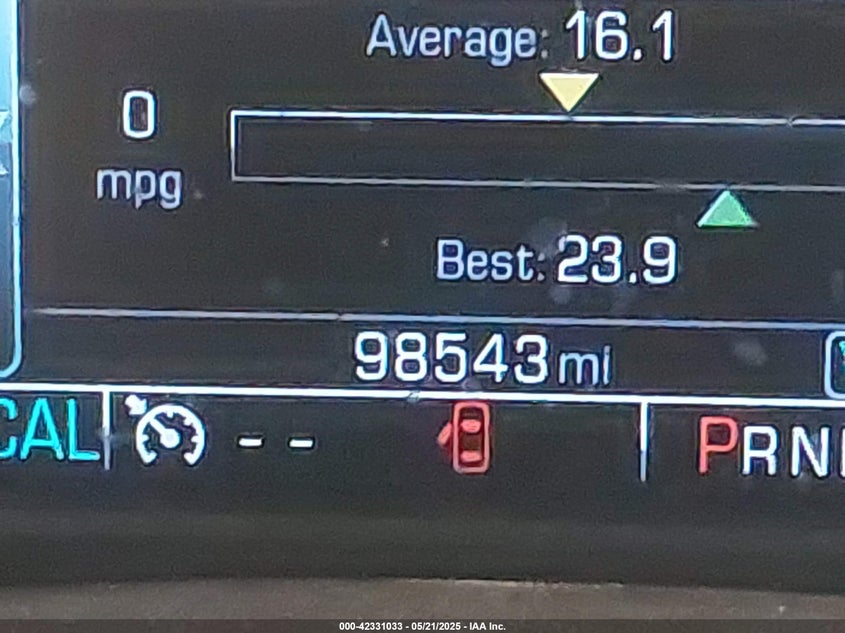 Average: 16.1
0
mpg
Best: 23.9
98543 mi
CAL
- -
PRN
000-42331033 - 05/21/2025 - IAA Inc.